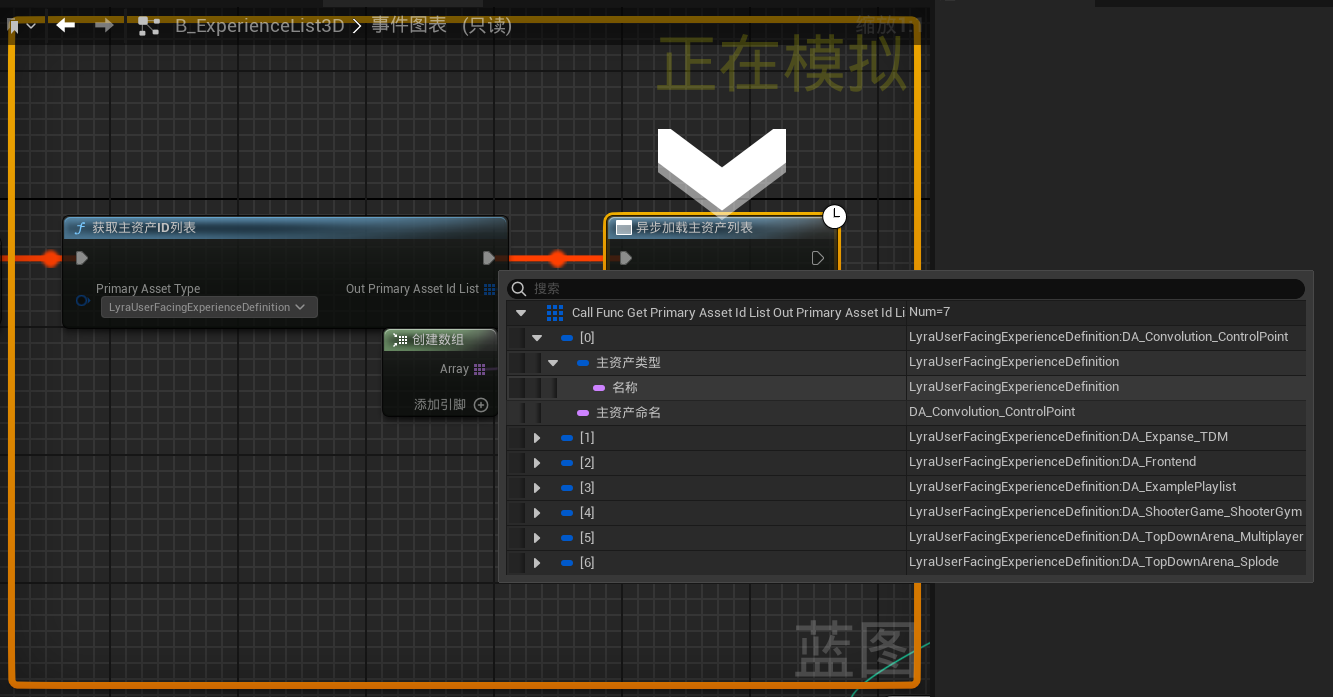 B_ExperienceList3D > 事件图表 (只读)
缩放1:1
正在模拟
获取主资产ID列表
异步加载主资产列表
Primary Asset Type
LyraUserFacingExperienceDefinition
Out Primary Asset Id List
创建数组
Array
添加引脚
搜索
Call Func Get Primary Asset Id List Out Primary Asset Id Li Num=7
[0] LyraUserFacingExperienceDefinition:DA_Convolution_ControlPoint
主资产类型 LyraUserFacingExperienceDefinition
名称 LyraUserFacingExperienceDefinition
主资产命名 DA_Convolution_ControlPoint
[1] LyraUserFacingExperienceDefinition:DA_Expanse_TDM
[2] LyraUserFacingExperienceDefinition:DA_Frontend
[3] LyraUserFacingExperienceDefinition:DA_ExamplePlaylist
[4] LyraUserFacingExperienceDefinition:DA_ShooterGame_ShooterGym
[5] LyraUserFacingExperienceDefinition:DA_TopDownArena_Multiplayer
[6] LyraUserFacingExperienceDefinition:DA_TopDownArena_Splode
蓝图